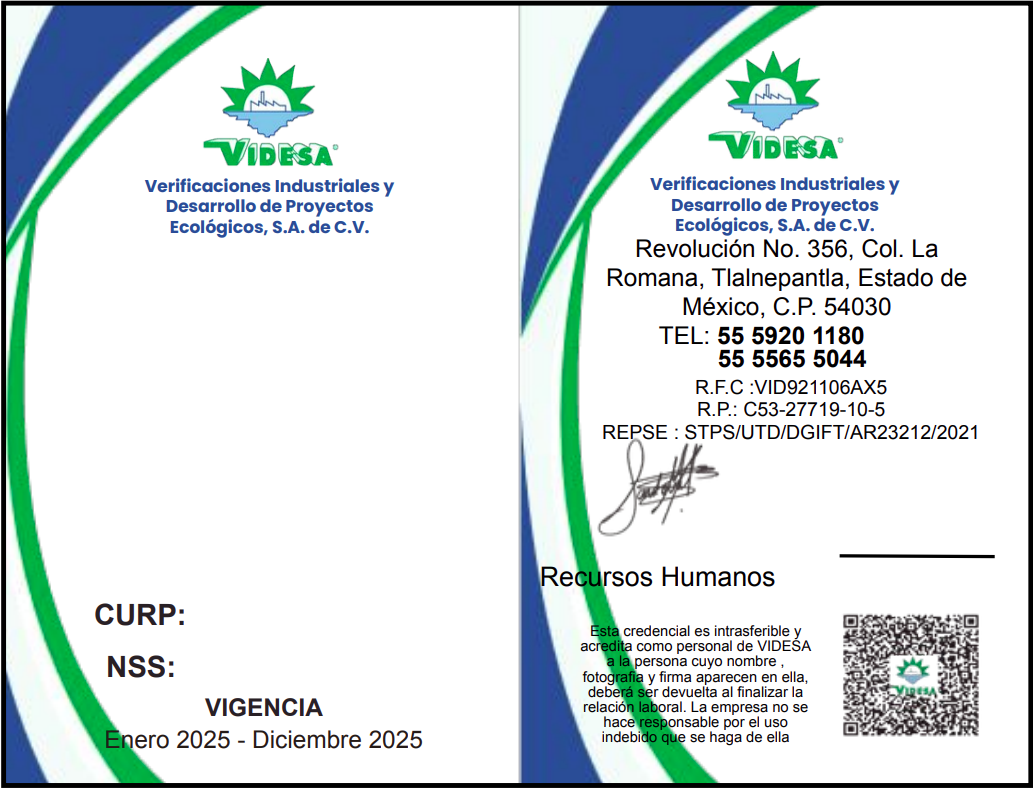 VIDESA
Verificaciones Industriales y
Desarrollo de Proyectos
Ecológicos, S.A. de C.V.
CURP:
NSS:
VIGENCIA
Enero 2025 - Diciembre 2025
VIDESA
Verificaciones Industriales y
Desarrollo de Proyectos
Ecológicos, S.A. de C.V.
Revolución No. 356, Col. La
Romana, Tlalnepantla, Estado de
México, C.P. 54030
TEL: 55 5920 1180
55 5565 5044
R.F.C :VID921106AX5
R.P.: C53-27719-10-5
REPSE : STPS/UTD/DGIFT/AR23212/2021
Recursos Humanos
Esta credencial es intrasferible y
acredita como personal de VIDESA
a la persona cuyo nombre ,
fotografia y firma aparecen en ella,
deberá ser devuelta al finalizar la
relación laboral. La empresa no se
hace responsable por el uso
indebido que se haga de ella
VIDESA